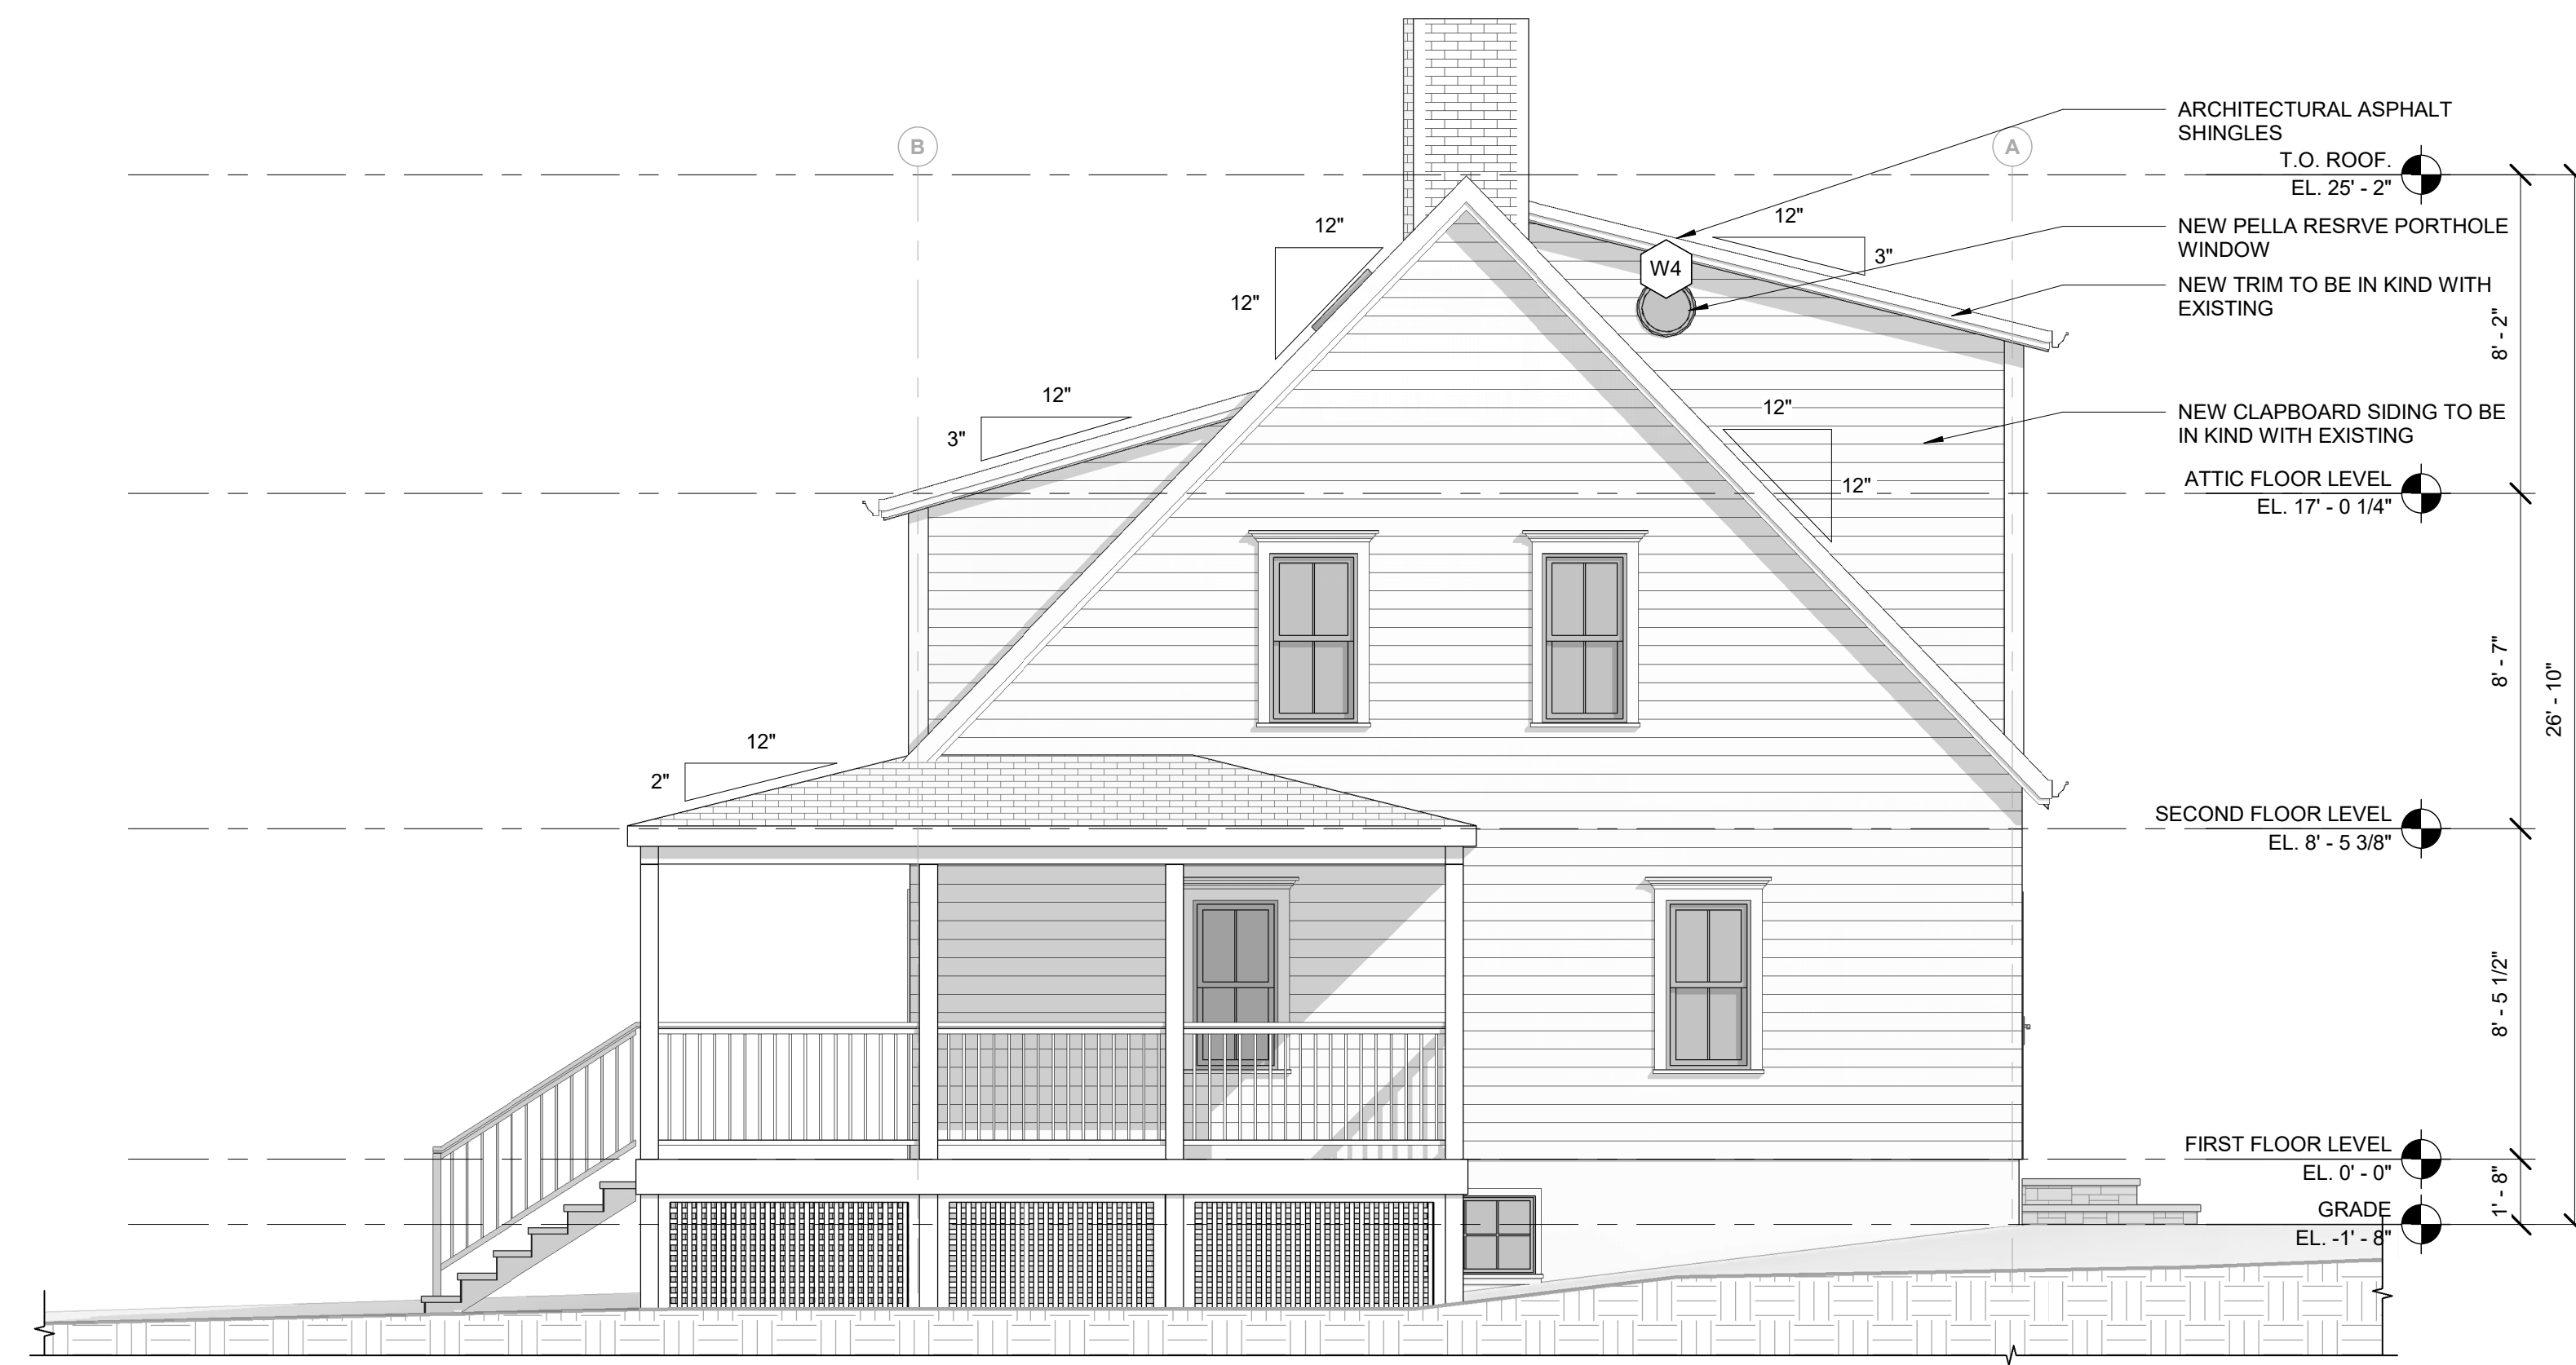 ARCHITECTURAL ASPHALT
SHINGLES
B
A
T.O. ROOF.
EL. 25' - 2"
12"
12"
3"
NEW PELLA RESRVE PORTHOLE
WINDOW
W4
NEW TRIM TO BE IN KIND WITH
EXISTING
12"
8' - 2"
12"
3"
12"
12"
NEW CLAPBOARD SIDING TO BE
IN KIND WITH EXISTING
ATTIC FLOOR LEVEL
EL. 17' - 0 1/4"
8' - 7"
26' - 10"
12"
2"
SECOND FLOOR LEVEL
EL. 8' - 5 3/8"
8' - 5 1/2"
FIRST FLOOR LEVEL
EL. 0' - 0"
1' - 8"
GRADE
EL. -1' - 8"